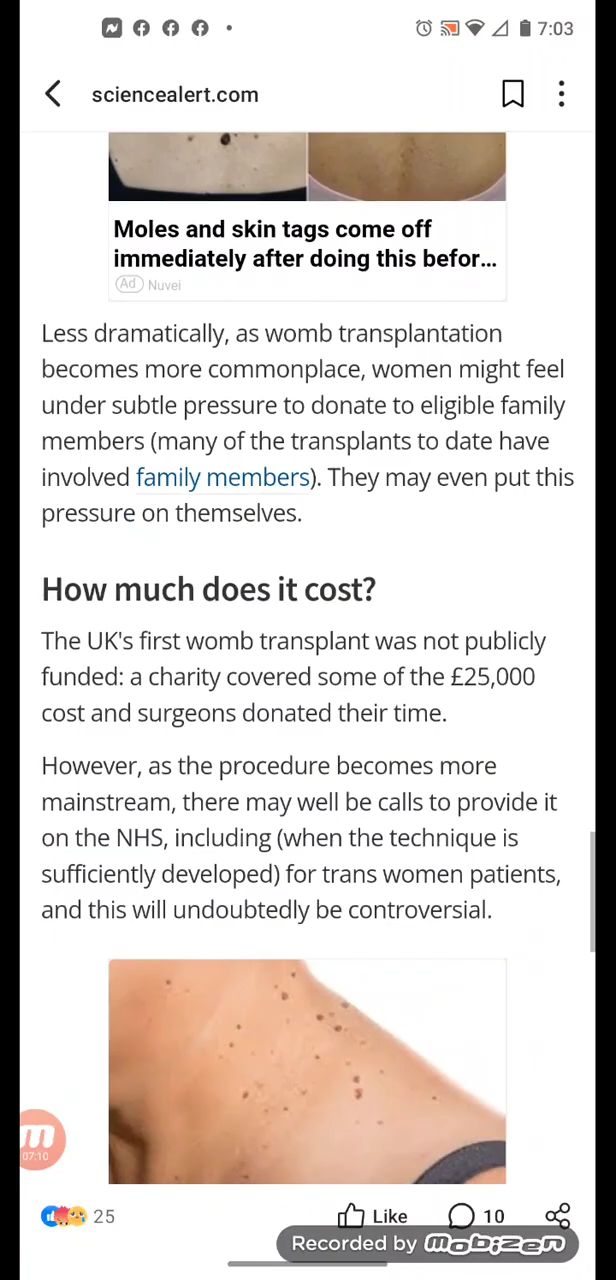 7:03
sciencealert.com
Moles and skin tags come off
immediately after doing this befor...
Ad Nuvei
Less dramatically, as womb transplantation
becomes more commonplace, women might feel
under subtle pressure to donate to eligible family
members (many of the transplants to date have
involved family members). They may even put this
pressure on themselves.
How much does it cost?
The UK's first womb transplant was not publicly
funded: a charity covered some of the £25,000
cost and surgeons donated their time.
However, as the procedure becomes more
mainstream, there may well be calls to provide it
on the NHS, including (when the technique is
sufficiently developed) for trans women patients,
and this will undoubtedly be controversial.
m
07:10
25 Like 10
Recorded by mobizen